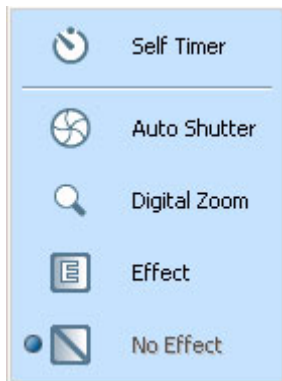 Self Timer
Auto Shutter
Digital Zoom
E Effect
No Effect